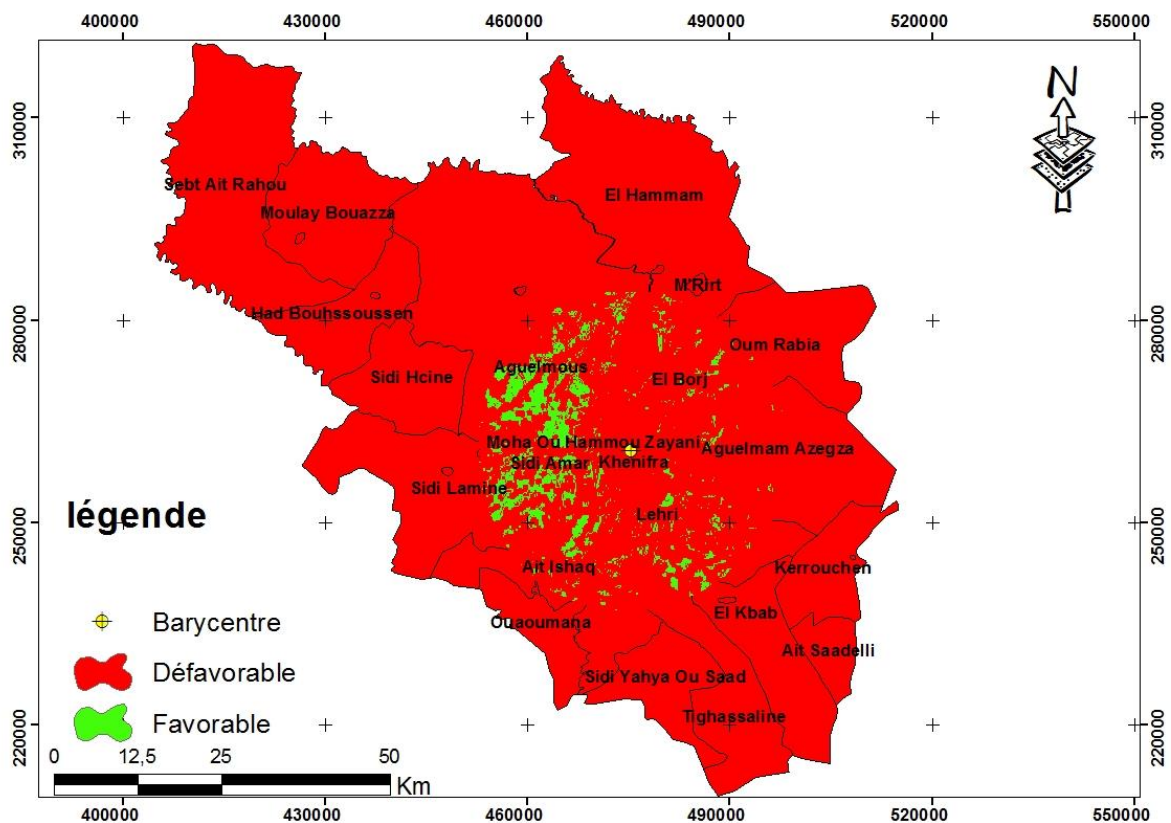 400000 430000 460000 490000 520000 550000
N
310000 310000
El Hammam
Sebt Ait Rahou
Moulay Bouazza
M'Rirt
Had Bouhssoussen
280000 280000
Oum Rabia
Aguelmous
Sidi Hcine
El Borj
Moha Ou Hammou Zayani
Aguelmam Azegza
Sidi Amar
Khenifra
Sidi Lamine
Lehri
légende
250000 250000
Ait Ishaq
Kerrouchen
El Kbab
Ouaoumana
Barycentre
Ait Saadelli
Défavorable
Sidi Yahya Ou Saad
Tighassaline
Favorable
220000 220000
0 12,5 25 50
Km
400000 430000 460000 490000 520000 550000